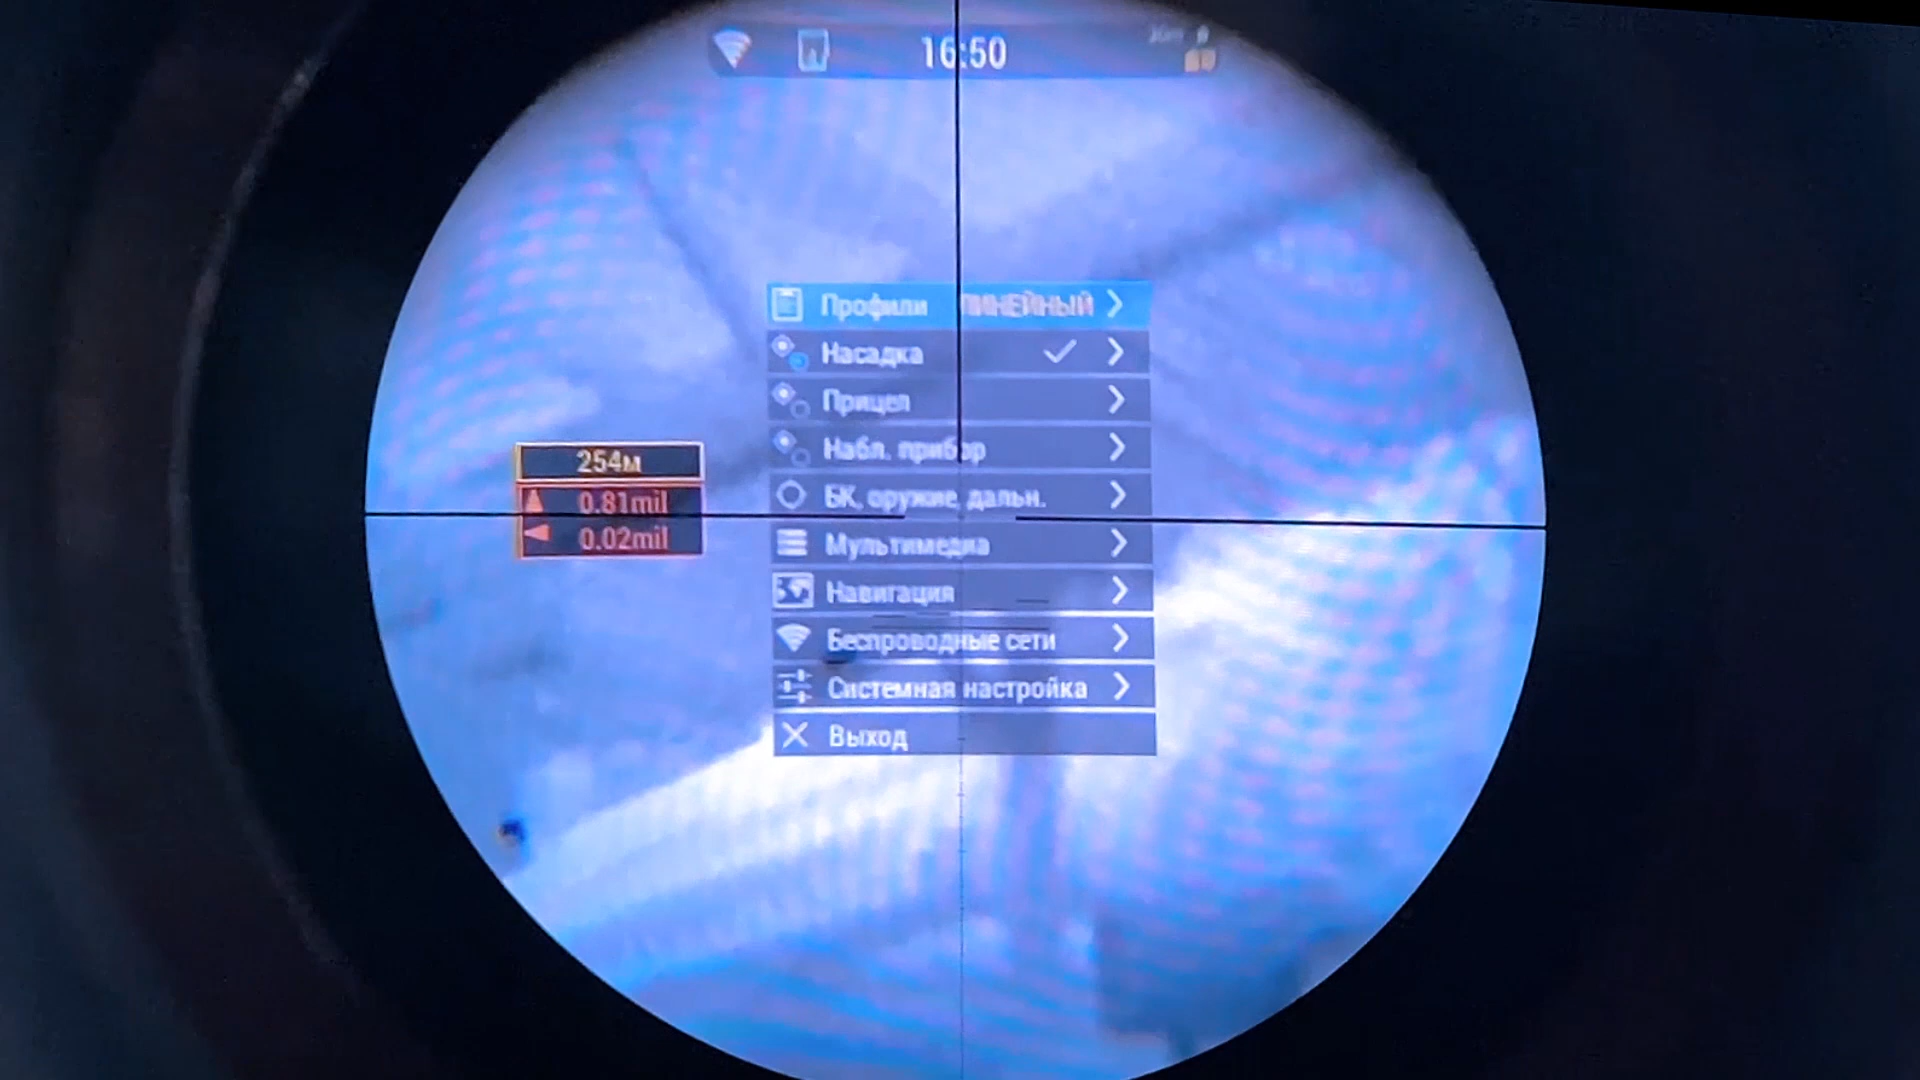 16:50
Профили ЛИНЕЙНЫЙ
Насадка
Прицел
Набл. прибор
БК, оружие, дальн.
Мультимедиа
Навигация
Беспроводные сети
Системная настройка
Выход
254м
0.81mil
0.02mil